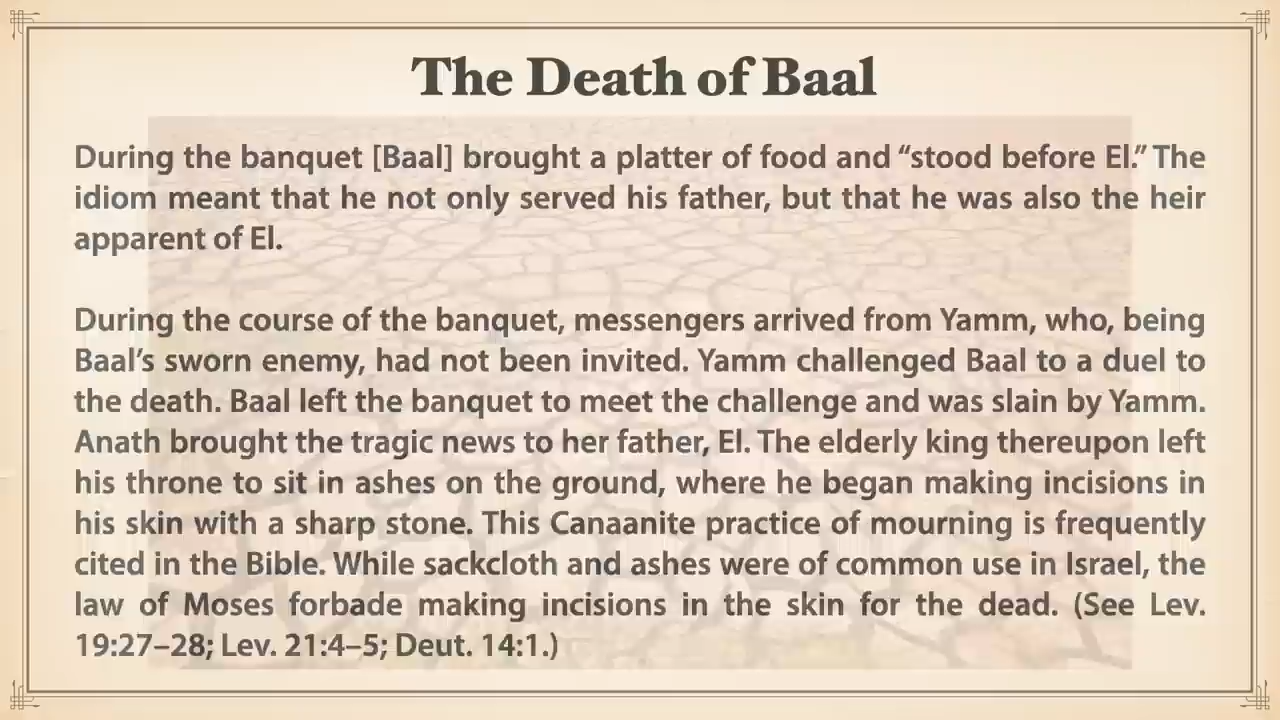 The Death of Baal
During the banquet [Baal] brought a platter of food and “stood before El.” The
idiom meant that he not only served his father, but that he was also the heir
apparent of El.
During the course of the banquet, messengers arrived from Yamm, who, being
Baal’s sworn enemy, had not been invited. Yamm challenged Baal to a duel to
the death. Baal left the banquet to meet the challenge and was slain by Yamm.
Anath brought the tragic news to her father, El. The elderly king thereupon left
his throne to sit in ashes on the ground, where he began making incisions in
his skin with a sharp stone. This Canaanite practice of mourning is frequently
cited in the Bible. While sackcloth and ashes were of common use in Israel, the
law of Moses forbade making incisions in the skin for the dead. (See Lev.
19:27–28; Lev. 21:4–5; Deut. 14:1.)